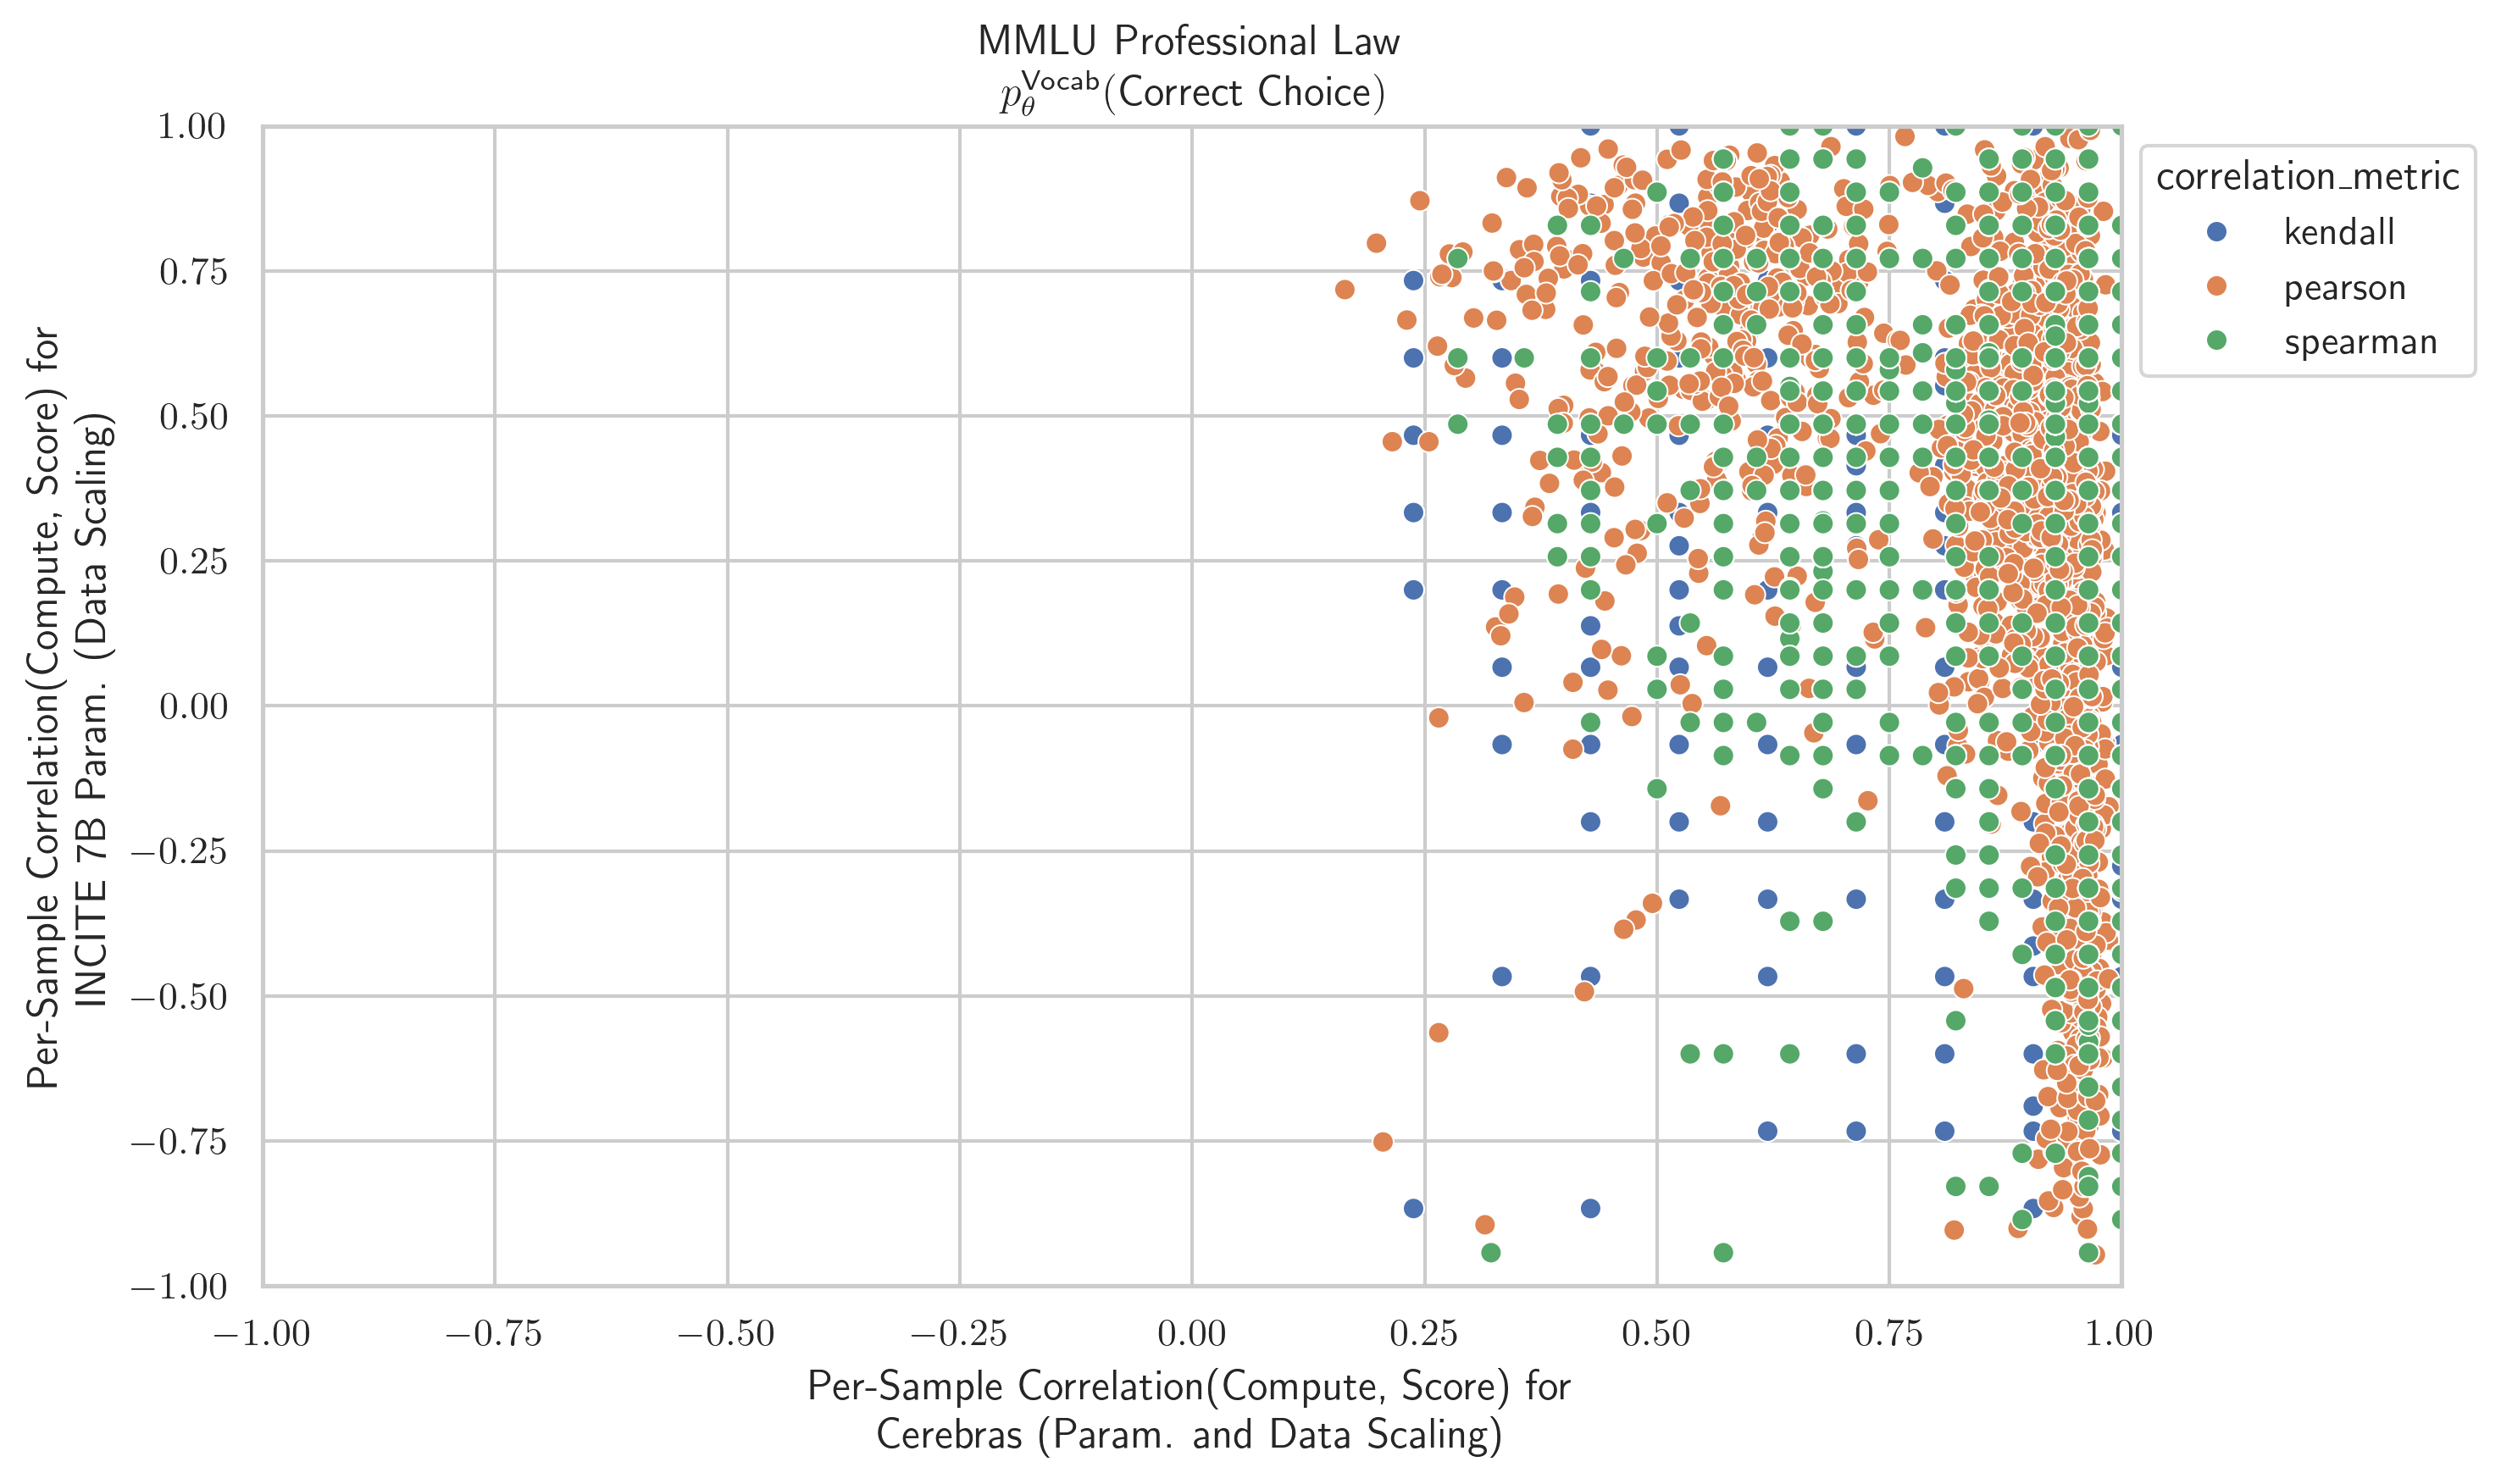 MMLU Professional Law
p_θ^Vocab(Correct Choice)
Per-Sample Correlation(Compute, Score) for
INCITE 7B Param. (Data Scaling)
1.00
0.75
0.50
0.25
0.00
−0.25
−0.50
−0.75
−1.00
correlation_metric
kendall
pearson
spearman
−1.00 −0.75 −0.50 −0.25 0.00 0.25 0.50 0.75 1.00
Per-Sample Correlation(Compute, Score) for
Cerebras (Param. and Data Scaling)